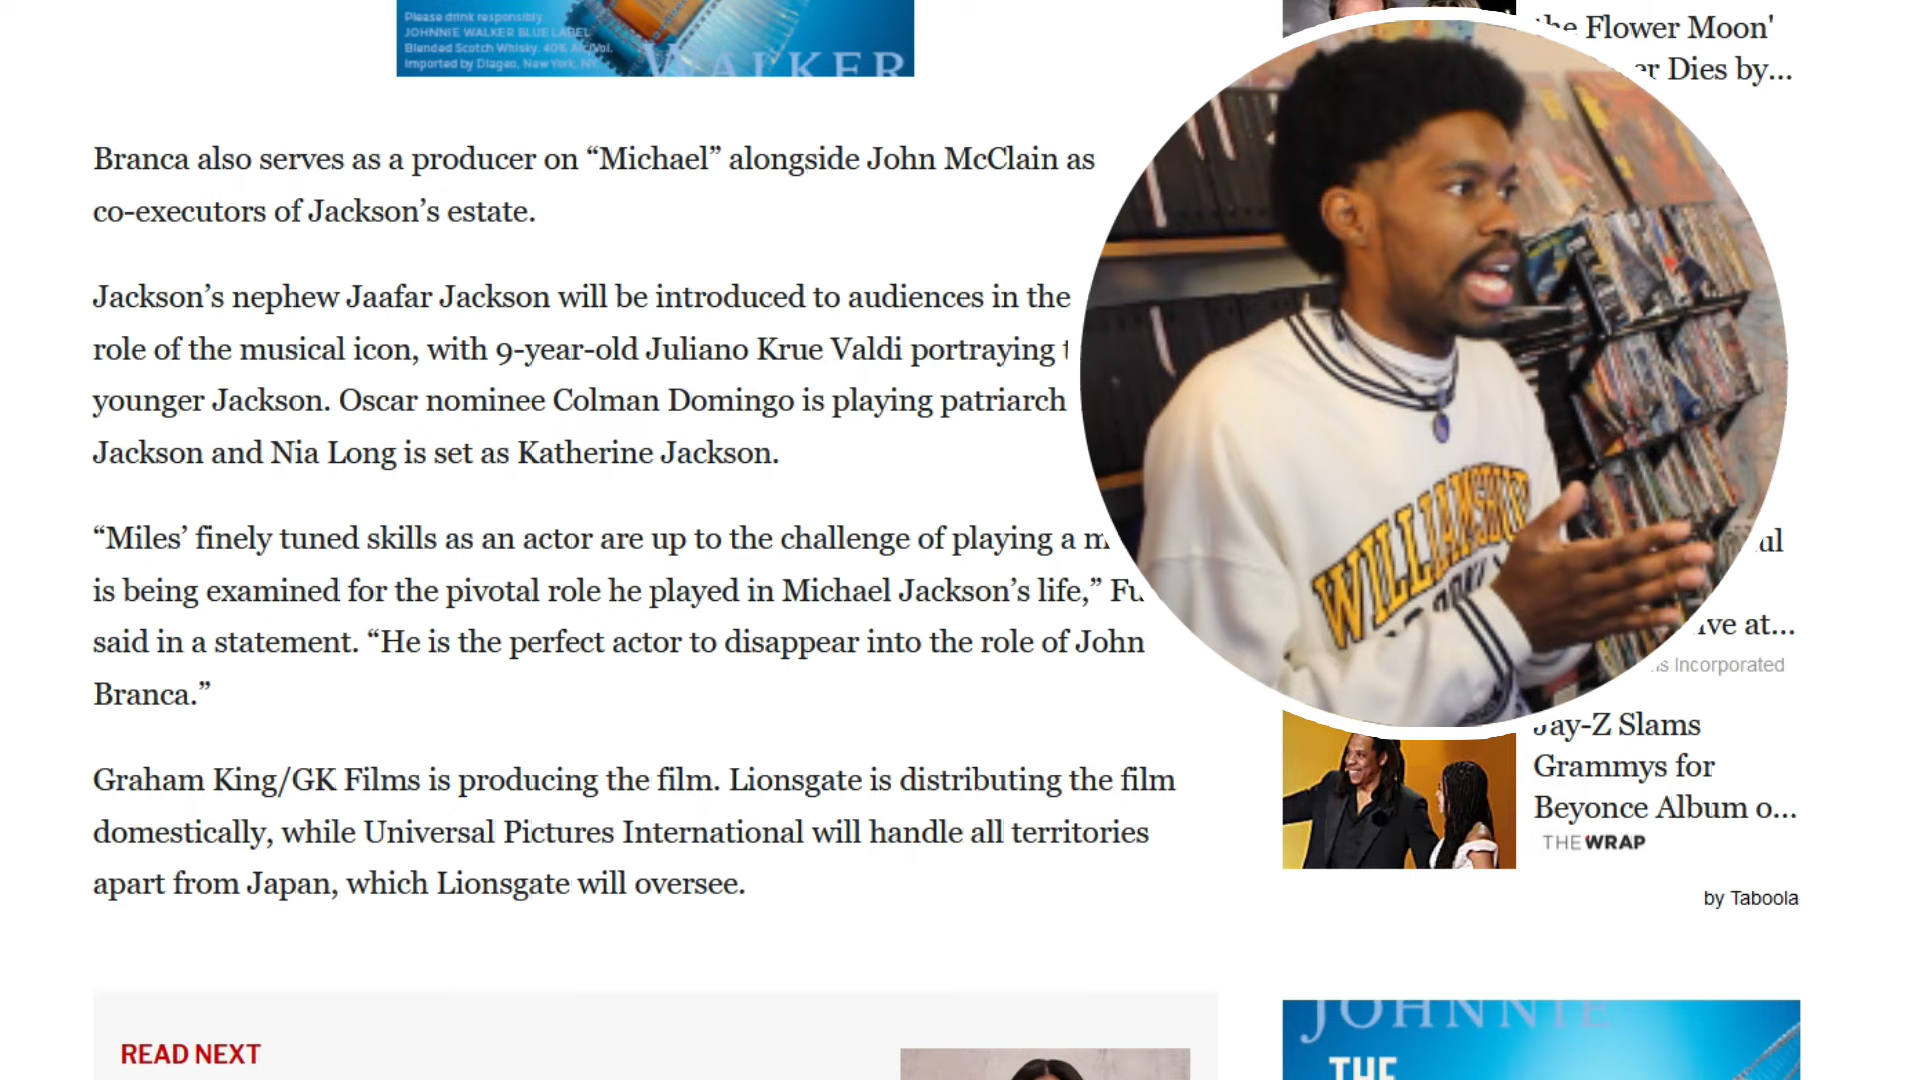 Please drink responsibly.
JOHNNIE WALKER BLUE LABEL
Blended Scotch Whisky. 40% Alc/Vol.
Imported by Diageo, New York, NY.
WALKER
Branca also serves as a producer on “Michael” alongside John McClain as
co-executors of Jackson’s estate.
Jackson’s nephew Jaafar Jackson will be introduced to audiences in the
role of the musical icon, with 9-year-old Juliano Krue Valdi portraying
younger Jackson. Oscar nominee Colman Domingo is playing patriarch
Jackson and Nia Long is set as Katherine Jackson.
“Miles’ finely tuned skills as an actor are up to the challenge of playing a
is being examined for the pivotal role he played in Michael Jackson’s life,”
said in a statement. “He is the perfect actor to disappear into the role of John
Branca.”
Graham King/GK Films is producing the film. Lionsgate is distributing the film
domestically, while Universal Pictures International will handle all territories
apart from Japan, which Lionsgate will oversee.
READ NEXT
the Flower Moon'
Dies by...
WILLIAMSBURG
at...
Incorporated
Jay-Z Slams
Grammys for
Beyonce Album o...
THE WRAP
by Taboola
JOHNNIE
THE